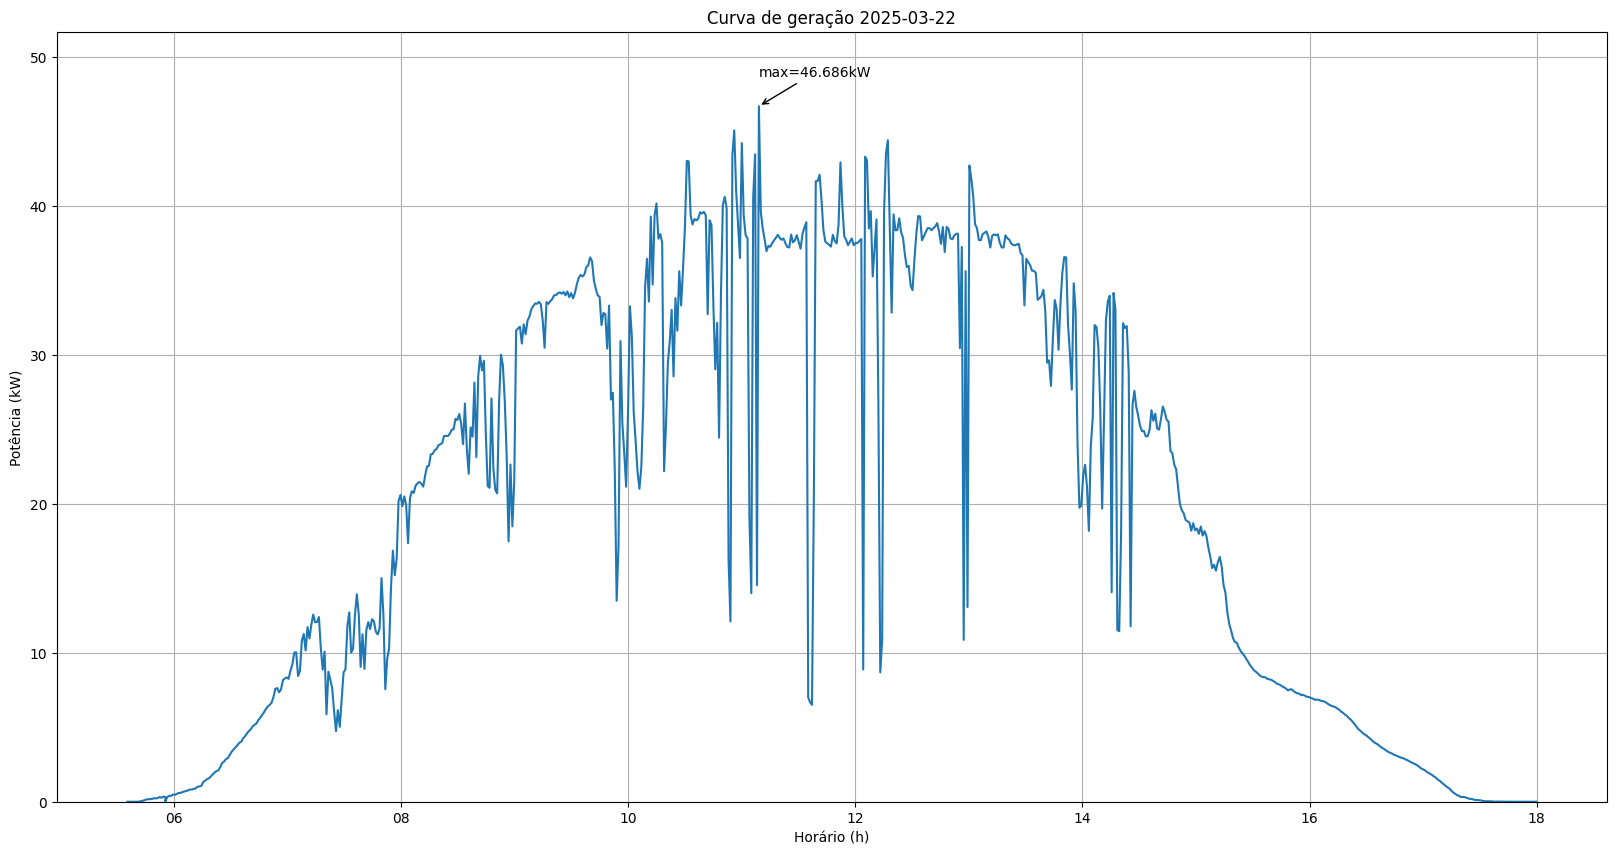 Curva de geração 2025-03-22
max=46.686kW
Potência (kW)
50
40
30
20
10
0
06 08 10 12 14 16 18
Horário (h)